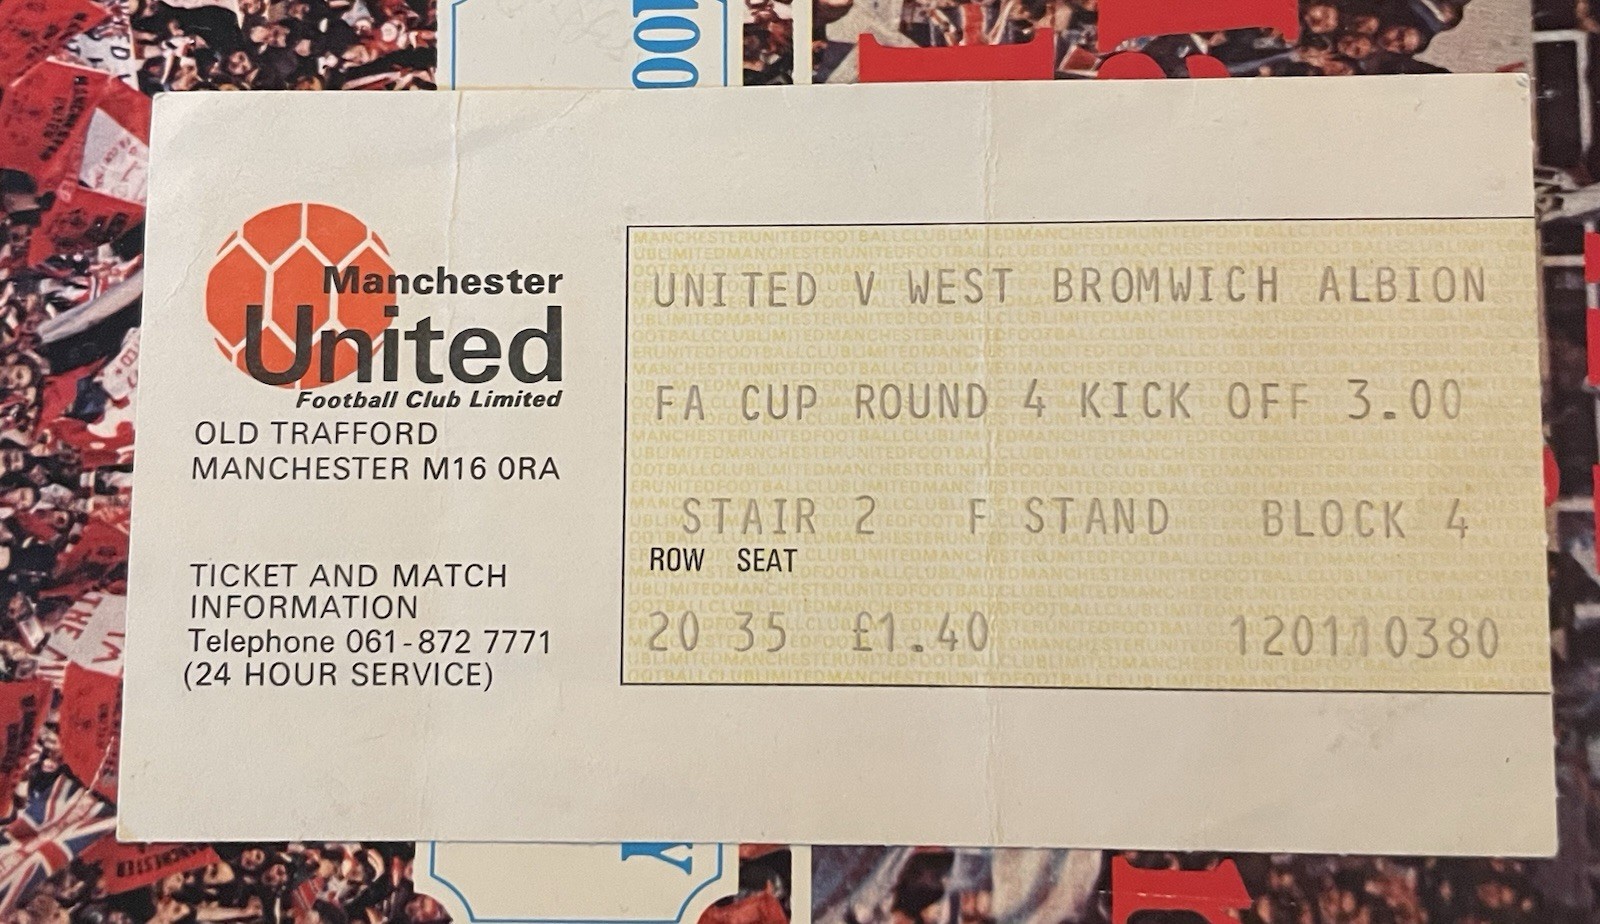 Manchester
United
Football Club Limited
OLD TRAFFORD
MANCHESTER M16 0RA
TICKET AND MATCH
INFORMATION
Telephone 061-872 7771
(24 HOUR SERVICE)
UNITED V WEST BROMWICH ALBION
FA CUP ROUND 4 KICK OFF 3.00
STAIR 2 F STAND BLOCK 4
ROW SEAT
20 35 £1.40
120110380